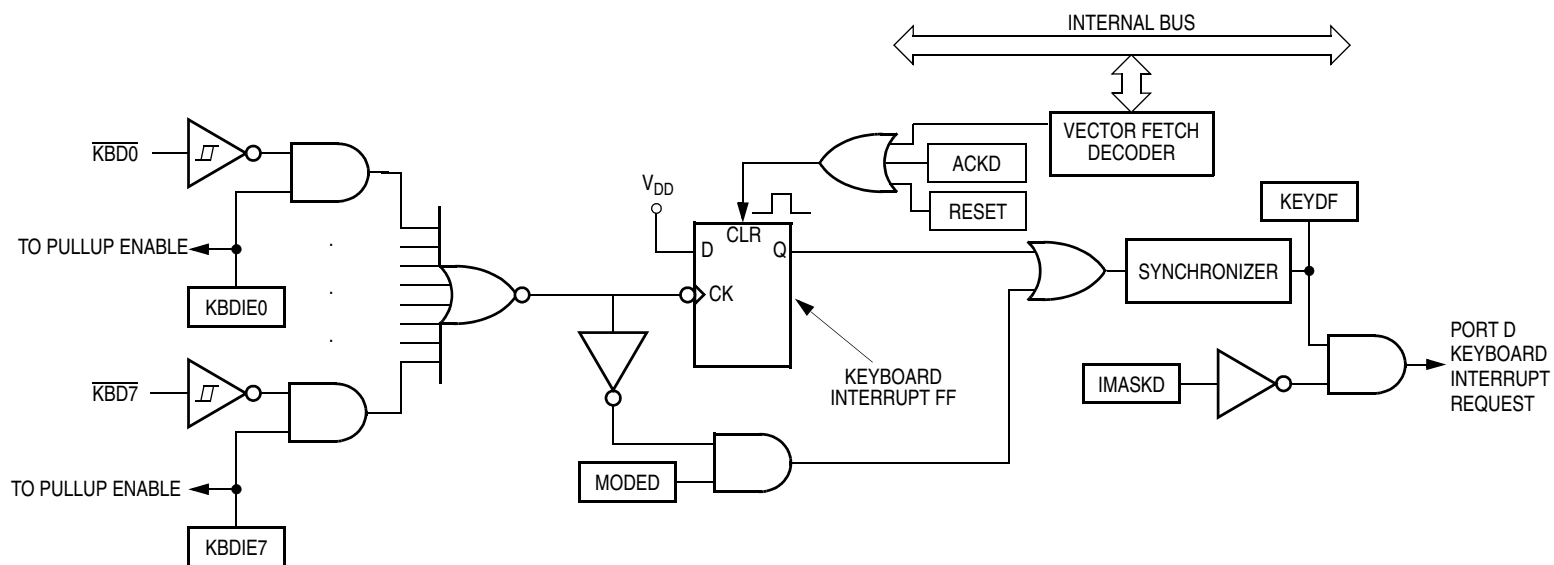 INTERNAL BUS
VECTOR FETCH
DECODER
KBD0
ACKD
VDD
RESET
KEYDF
CLR
TO PULLUP ENABLE
D
Q
SYNCHRONIZER
KBDIE0
CK
PORT D
KEYBOARD
INTERRUPT
REQUEST
KBD7
KEYBOARD
INTERRUPT FF
IMASKD
TO PULLUP ENABLE
MODED
KBDIE7